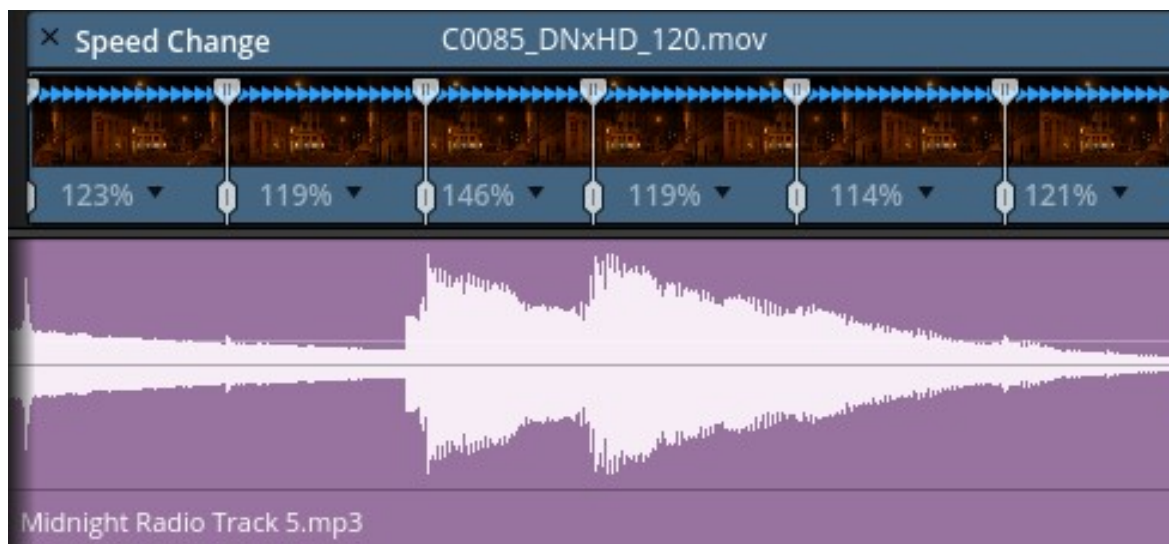 × Speed Change C0085_DNxHD_120.mov
123% ▼ 119% ▼ 146% ▼ 119% ▼ 114% ▼ 121% ▼
Midnight Radio Track 5.mp3